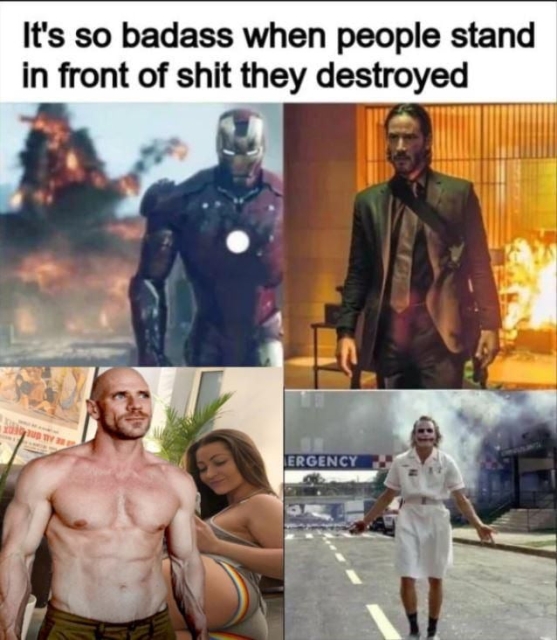 It's so badass when people stand
in front of shit they destroyed
ERGENCY